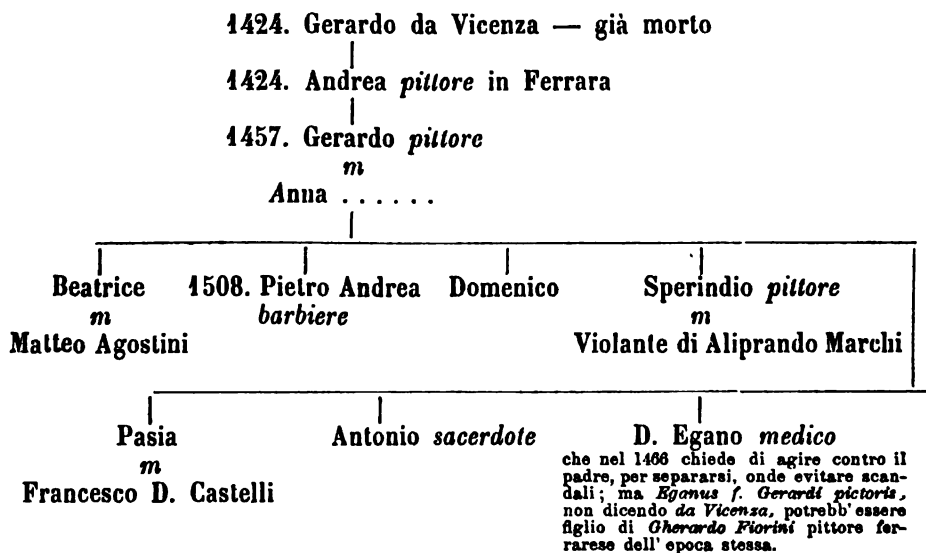 1424. Gerardo da Vicenza — già morto
1424. Andrea pittore in Ferrara
1457. Gerardo pittore
m
Anna . . . . . .
Beatrice 1508. Pietro Andrea Domenico Sperindio pittore
m barbiere m
Matteo Agostini Violante di Aliprando Marchi
Pasia Antonio sacerdote D. Egano medico
m
Francesco D. Castelli
che nel 1466 chiede di agire contro il
padre, per separarsi, onde evitare scan-
dali; ma Eganus f. Gerardi pictoris,
non dicendo da Vicenza, potrebb' essere
figlio di Gherardo Fiorini pittore fer-
rarese dell' epoca stessa.